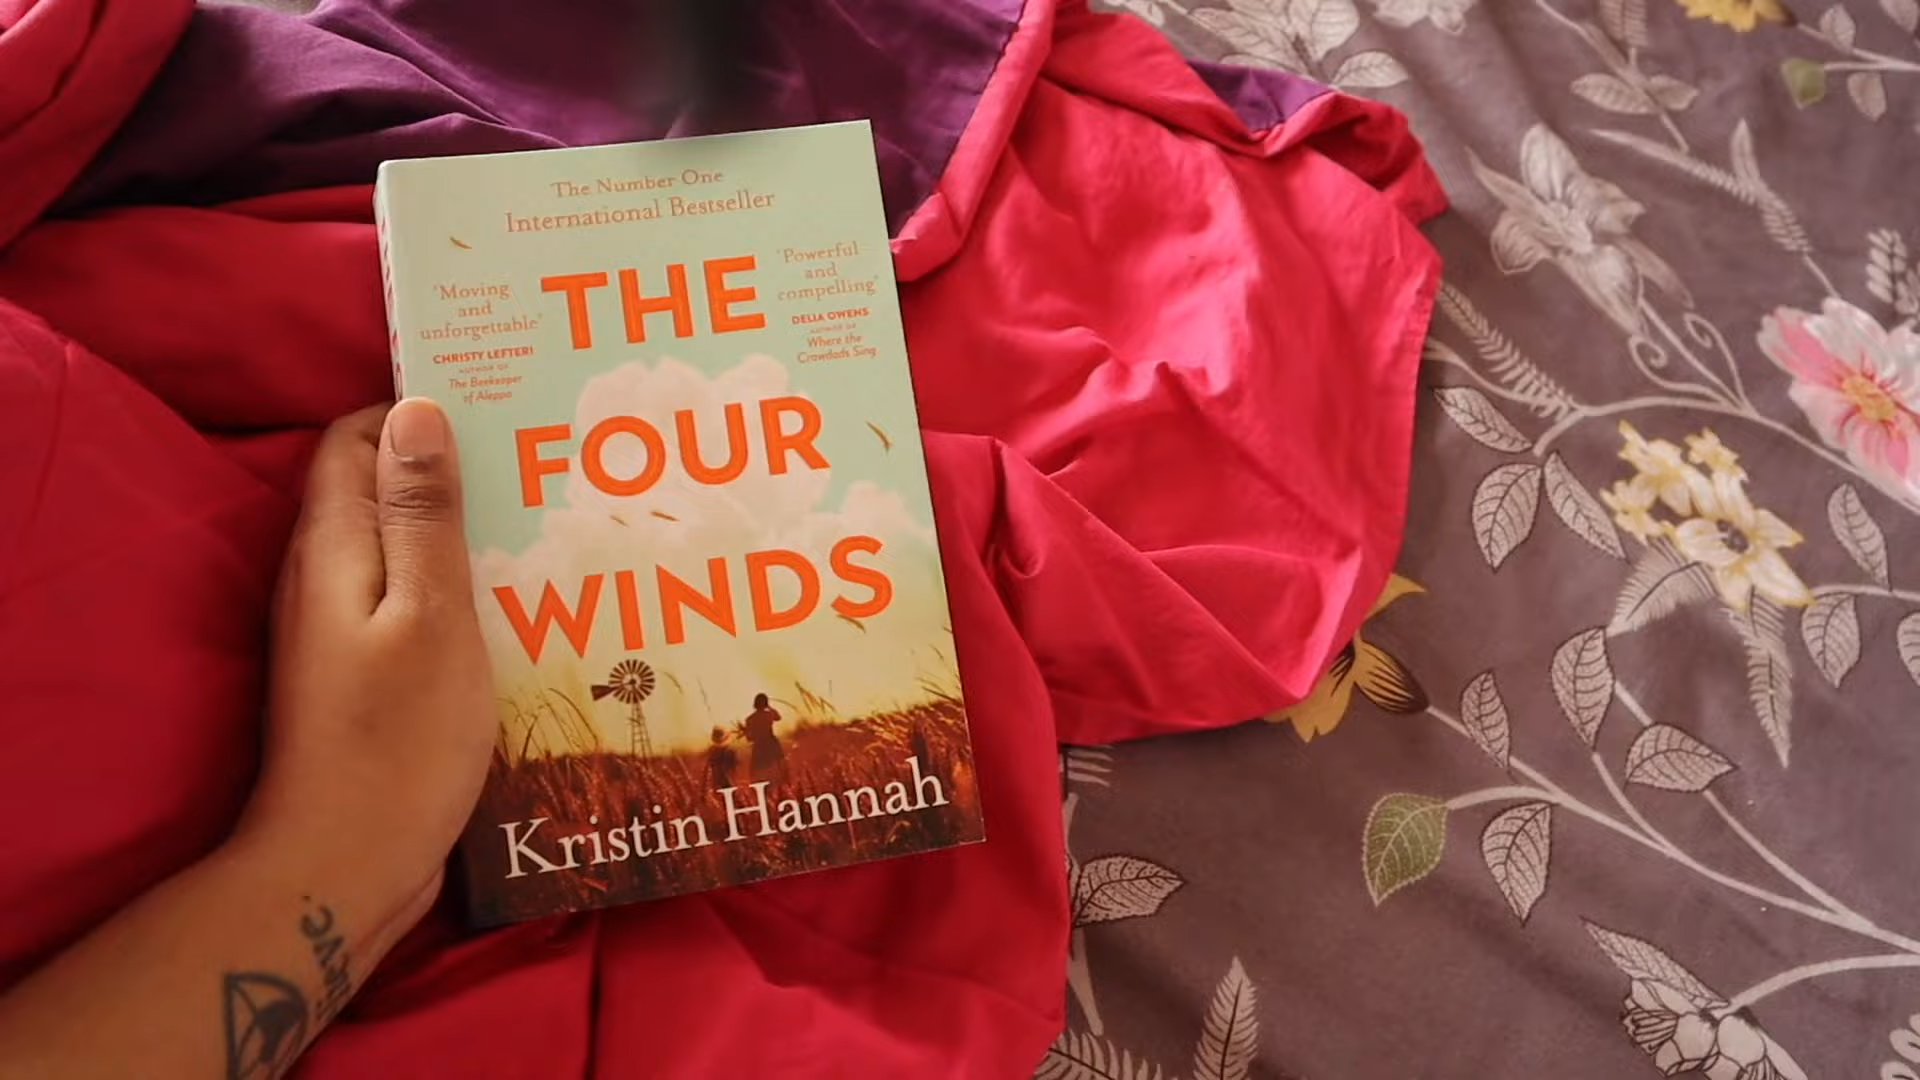 The Number One
International Bestseller
'Moving
and
unforgettable'
CHRISTY LEFTERI
AUTHOR OF
The Beekeeper
of Aleppo
'Powerful
and
compelling'
DELIA OWENS
AUTHOR OF
Where the
Crawdads Sing
THE
FOUR
WINDS
Kristin Hannah